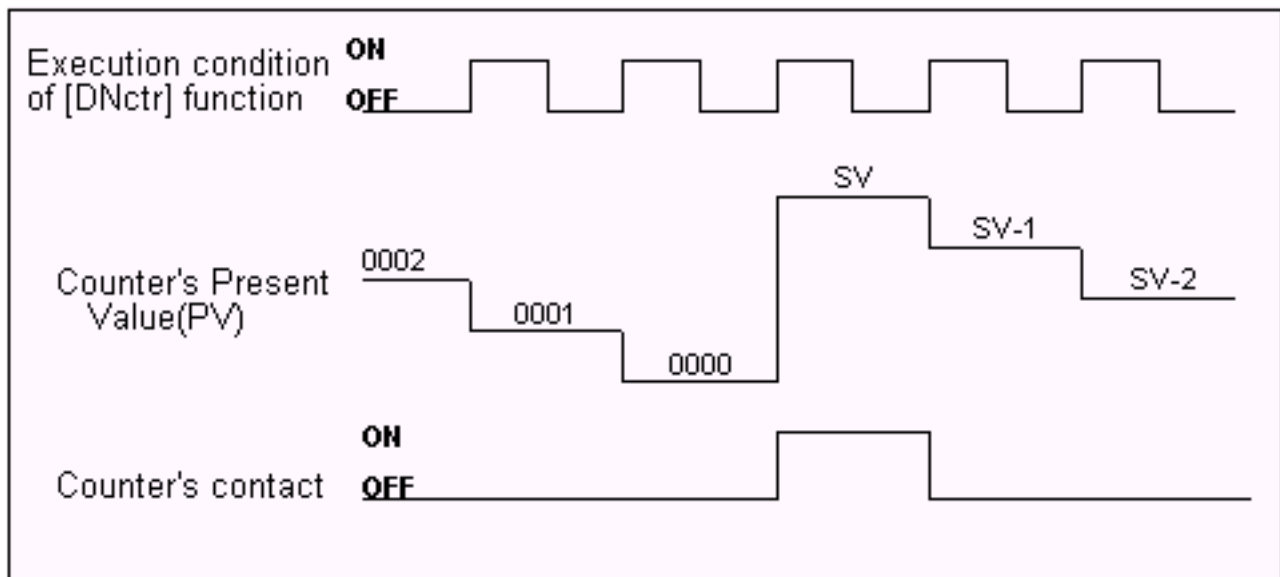 Execution condition
of [DNctr] function
ON
OFF
SV
SV-1
SV-2
Counter's Present
Value(PV)
0002
0001
0000
Counter's contact
ON
OFF